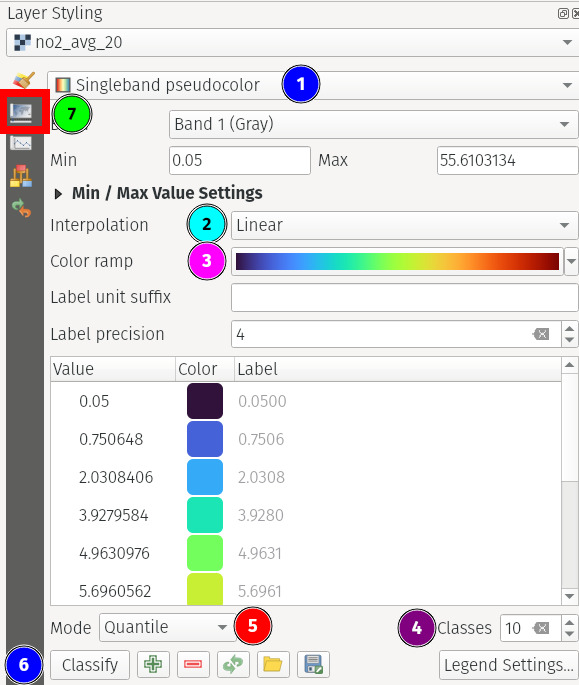 Layer Styling
no2_avg_20
Singleband pseudocolor 1
7 Band 1 (Gray)
Min 0.05 Max 55.6103134
Min / Max Value Settings
Interpolation 2 Linear
Color ramp 3
Label unit suffix
Label precision 4
Value Color Label
0.05 0.0500
0.750648 0.7506
2.0308406 2.0308
3.9279584 3.9280
4.9630976 4.9631
5.6960562 5.6961
Mode Quantile 5 4 Classes 10
6 Classify Legend Settings...